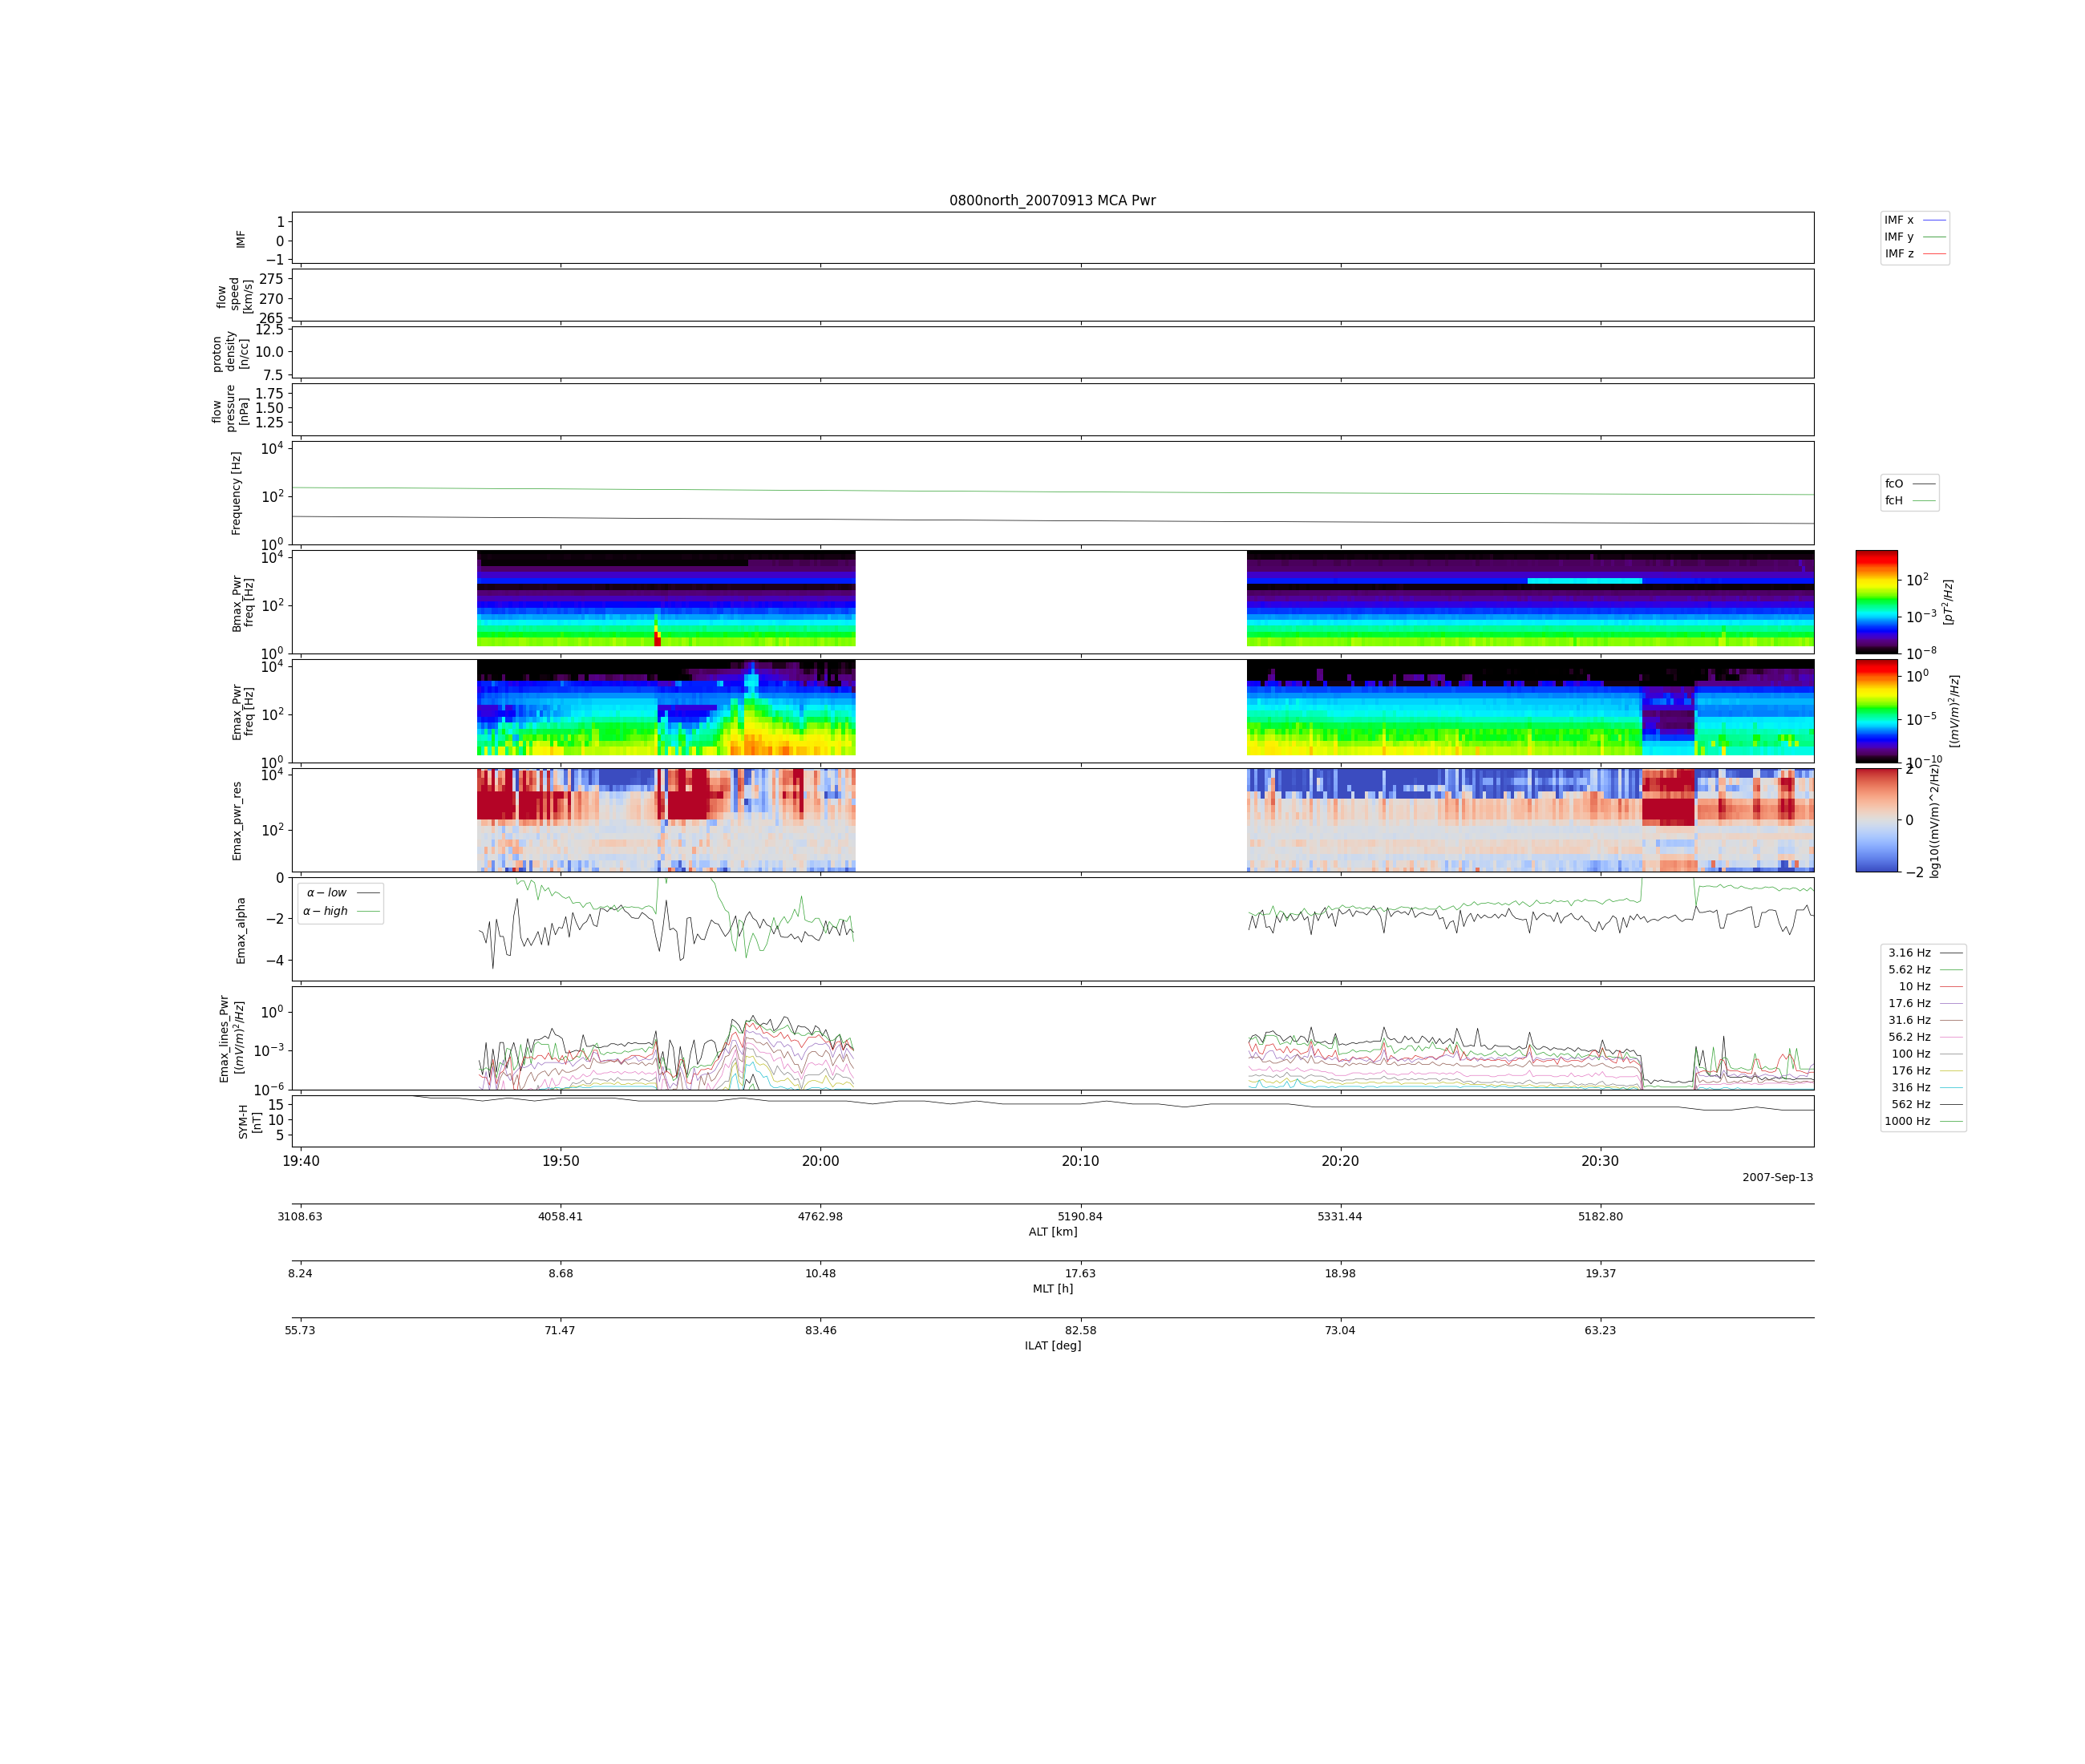 0800north_20070913 MCA Pwr
IMF
1
0
−1
IMF x
IMF y
IMF z
flow
speed
[km/s]
275
270
265
proton
density
[n/cc]
12.5
10.0
7.5
flow
pressure
[nPa]
1.75
1.50
1.25
Frequency [Hz]
10^4
10^2
10^0
fcO
fcH
Bmax_Pwr
freq [Hz]
10^4
10^2
10^0
10^2
10^−3
10^−8
[pT^2/Hz]
Emax_Pwr
freq [Hz]
10^4
10^2
10^0
10^0
10^−5
10^−10
[(mV/m)^2/Hz]
Emax_pwr_res
10^4
10^2
2
0
−2
log10((mV/m)^2/Hz)
Emax_alpha
0
−2
−4
α − low
α − high
Emax_lines_Pwr
[(mV/m)^2/Hz]
10^0
10^−3
10^−6
3.16 Hz
5.62 Hz
10 Hz
17.6 Hz
31.6 Hz
56.2 Hz
100 Hz
176 Hz
316 Hz
562 Hz
1000 Hz
SYM-H
[nT]
15
10
5
19:40 19:50 20:00 20:10 20:20 20:30
2007-Sep-13
3108.63 4058.41 4762.98 5190.84 5331.44 5182.80
ALT [km]
8.24 8.68 10.48 17.63 18.98 19.37
MLT [h]
55.73 71.47 83.46 82.58 73.04 63.23
ILAT [deg]